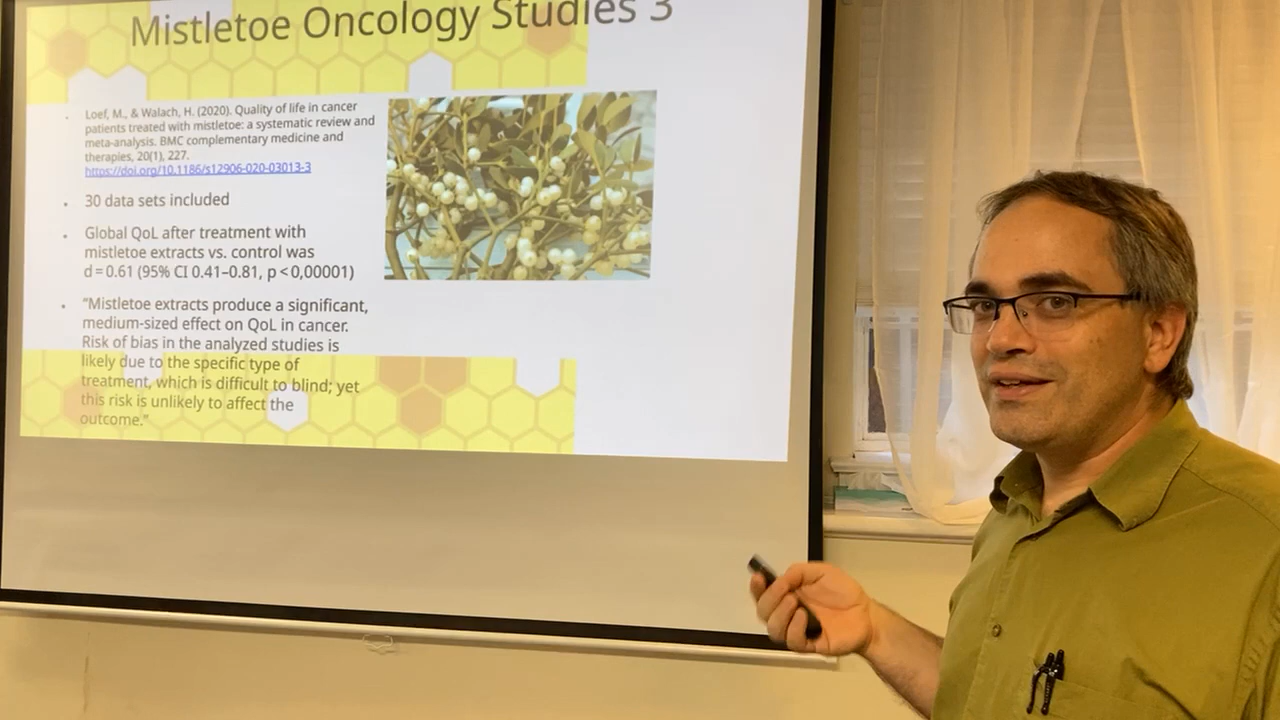 Mistletoe Oncology Studies 3
Loef, M., & Walach, H. (2020). Quality of life in cancer
patients treated with mistletoe: a systematic review and
meta-analysis. BMC complementary medicine and
therapies, 20(1), 227.
https://doi.org/10.1186/s12906-020-03013-3
30 data sets included
Global QoL after treatment with
mistletoe extracts vs. control was
d = 0.61 (95% CI 0.41–0.81, p < 0,00001)
“Mistletoe extracts produce a significant,
medium-sized effect on QoL in cancer.
Risk of bias in the analyzed studies is
likely due to the specific type of
treatment, which is difficult to blind; yet
this risk is unlikely to affect the
outcome.”